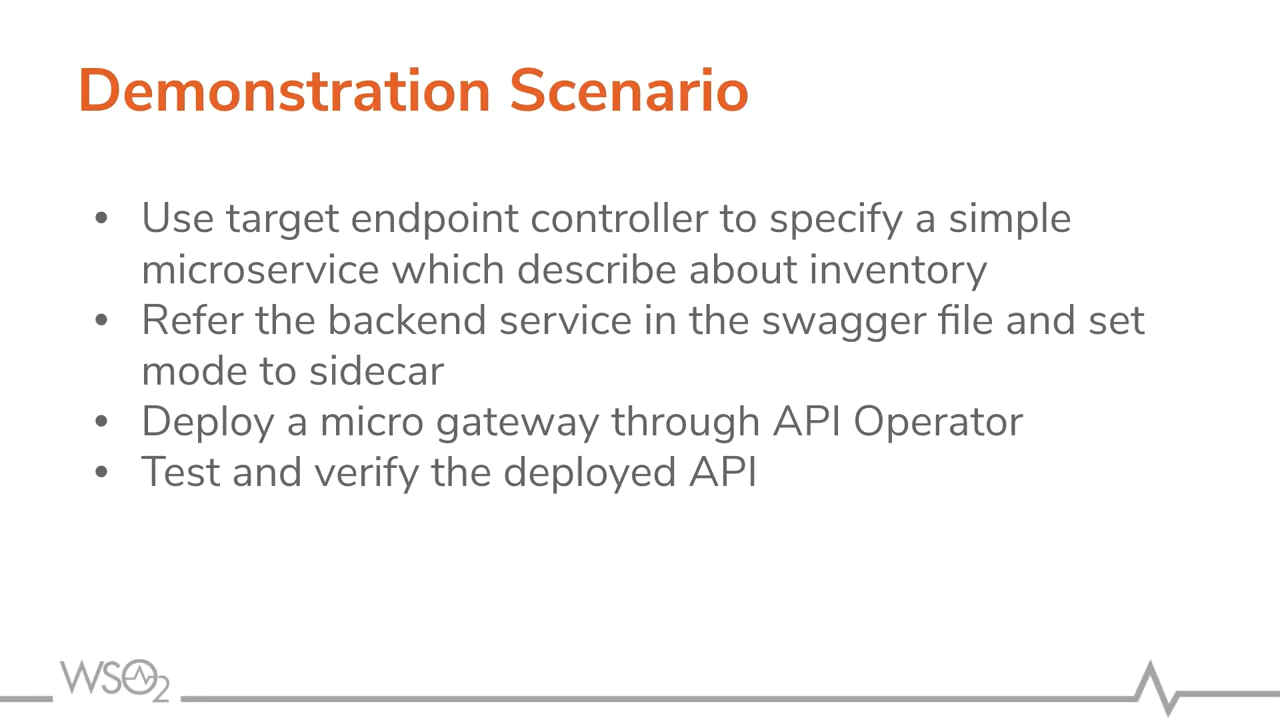 Demonstration Scenario
• Use target endpoint controller to specify a simple
microservice which describe about inventory
• Refer the backend service in the swagger file and set
mode to sidecar
• Deploy a micro gateway through API Operator
• Test and verify the deployed API
WSO2